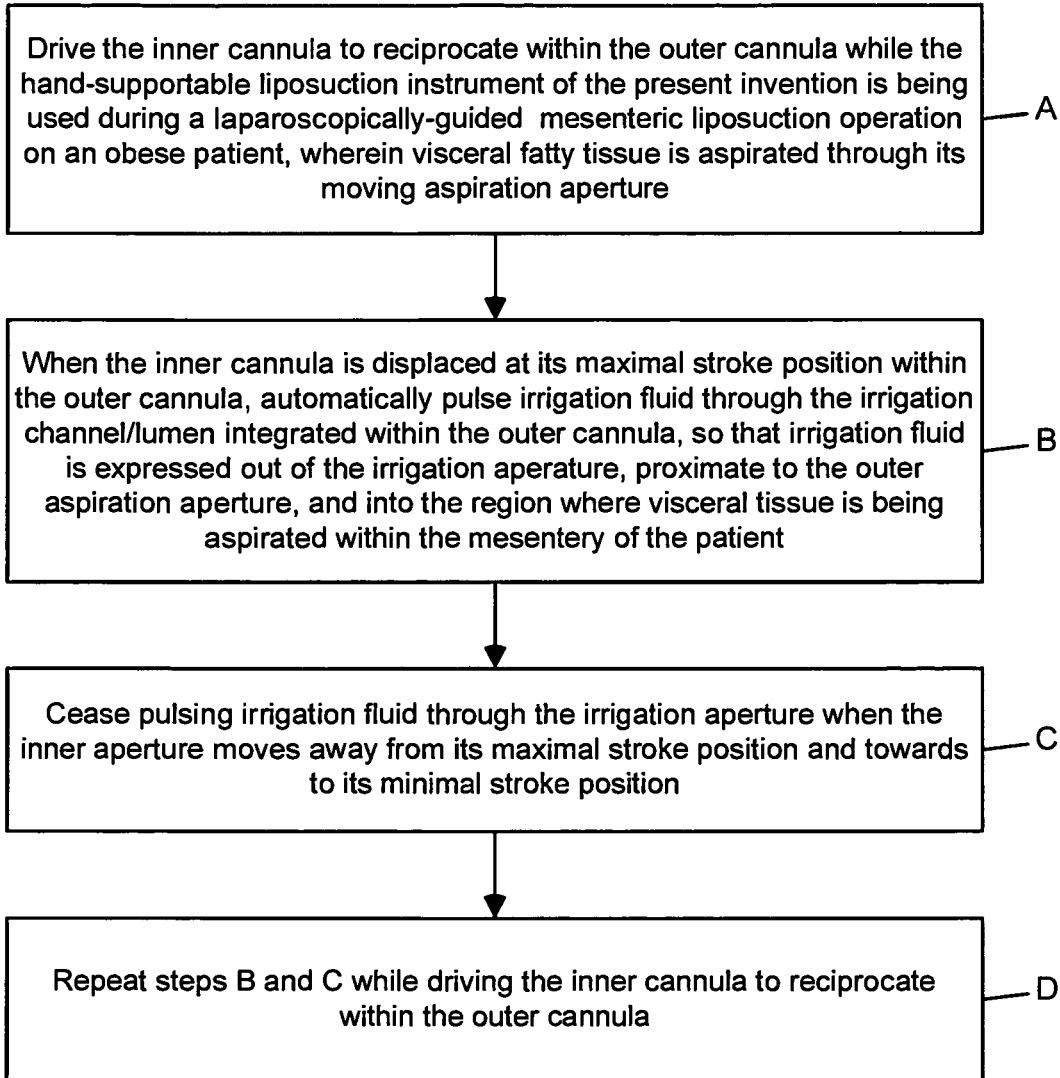 Drive the inner cannula to reciprocate within the outer cannula while the
hand-supportable liposuction instrument of the present invention is being
used during a laparoscopically-guided mesenteric liposuction operation
on an obese patient, wherein visceral fatty tissue is aspirated through its
moving aspiration aperture
A
When the inner cannula is displaced at its maximal stroke position within
the outer cannula, automatically pulse irrigation fluid through the irrigation
channel/lumen integrated within the outer cannula, so that irrigation fluid
is expressed out of the irrigation aperature, proximate to the outer
aspiration aperture, and into the region where visceral tissue is being
aspirated within the mesentery of the patient
B
Cease pulsing irrigation fluid through the irrigation aperture when the
inner aperture moves away from its maximal stroke position and towards
to its minimal stroke position
C
Repeat steps B and C while driving the inner cannula to reciprocate
within the outer cannula
D